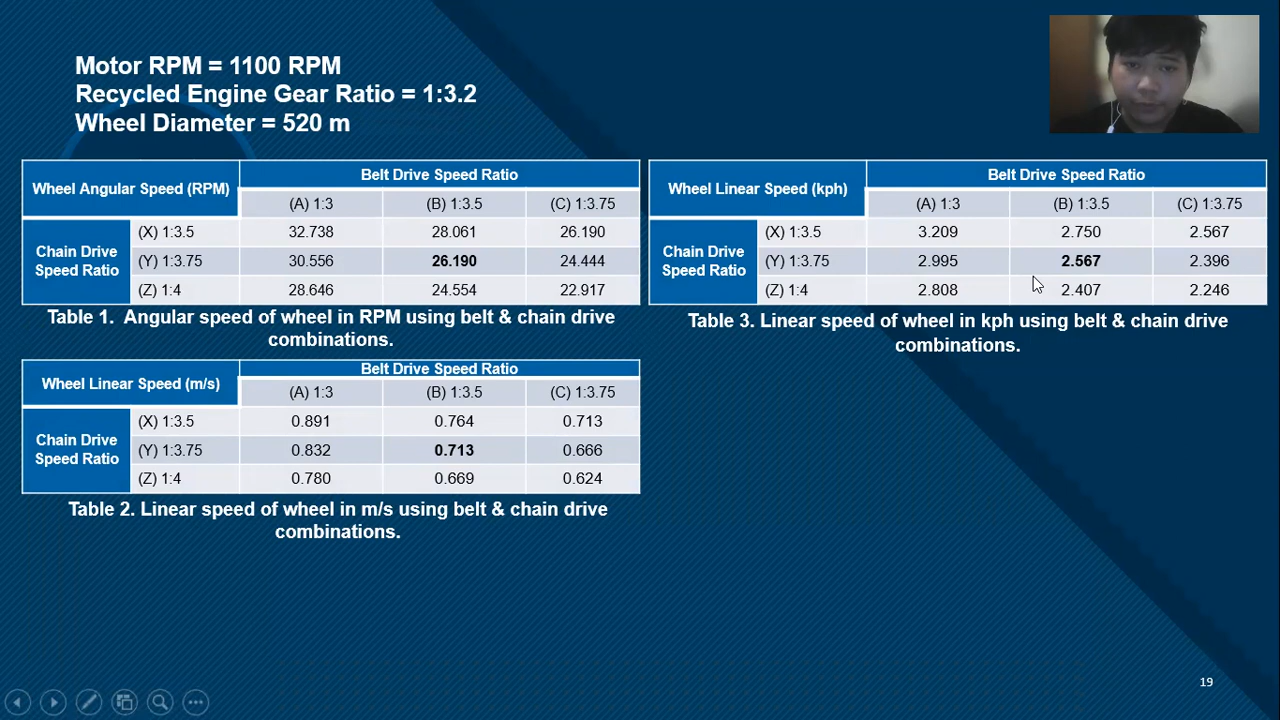 Motor RPM = 1100 RPM
Recycled Engine Gear Ratio = 1:3.2
Wheel Diameter = 520 m
Wheel Angular Speed (RPM)
Belt Drive Speed Ratio
(A) 1:3 (B) 1:3.5 (C) 1:3.75
Chain Drive
Speed Ratio
(X) 1:3.5 32.738 28.061 26.190
(Y) 1:3.75 30.556 26.190 24.444
(Z) 1:4 28.646 24.554 22.917
Table 1. Angular speed of wheel in RPM using belt & chain drive
combinations.
Wheel Linear Speed (m/s)
Belt Drive Speed Ratio
(A) 1:3 (B) 1:3.5 (C) 1:3.75
Chain Drive
Speed Ratio
(X) 1:3.5 0.891 0.764 0.713
(Y) 1:3.75 0.832 0.713 0.666
(Z) 1:4 0.780 0.669 0.624
Table 2. Linear speed of wheel in m/s using belt & chain drive
combinations.
Wheel Linear Speed (kph)
Belt Drive Speed Ratio
(A) 1:3 (B) 1:3.5 (C) 1:3.75
Chain Drive
Speed Ratio
(X) 1:3.5 3.209 2.750 2.567
(Y) 1:3.75 2.995 2.567 2.396
(Z) 1:4 2.808 2.407 2.246
Table 3. Linear speed of wheel in kph using belt & chain drive
combinations.
19